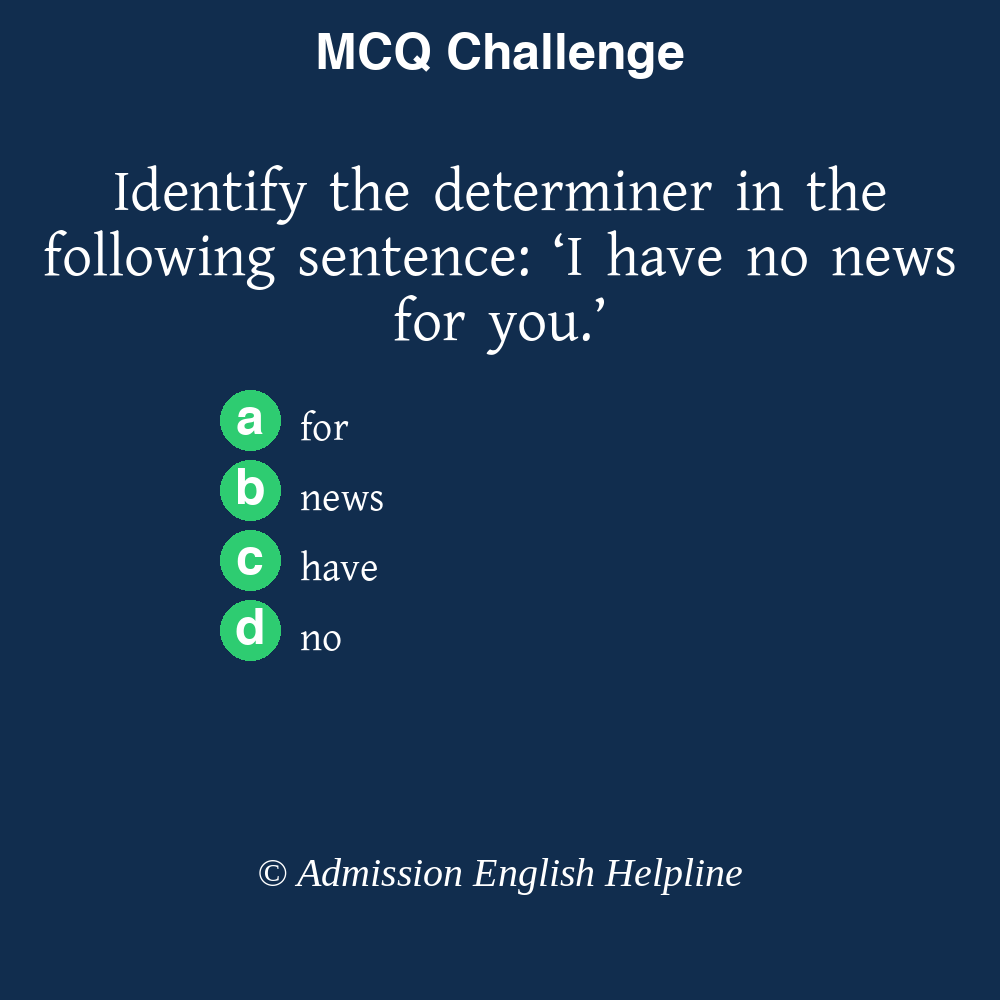 MCQ Challenge
Identify the determiner in the
following sentence: ‘I have no news
for you.’
a for
b news
c have
d no
© Admission English Helpline